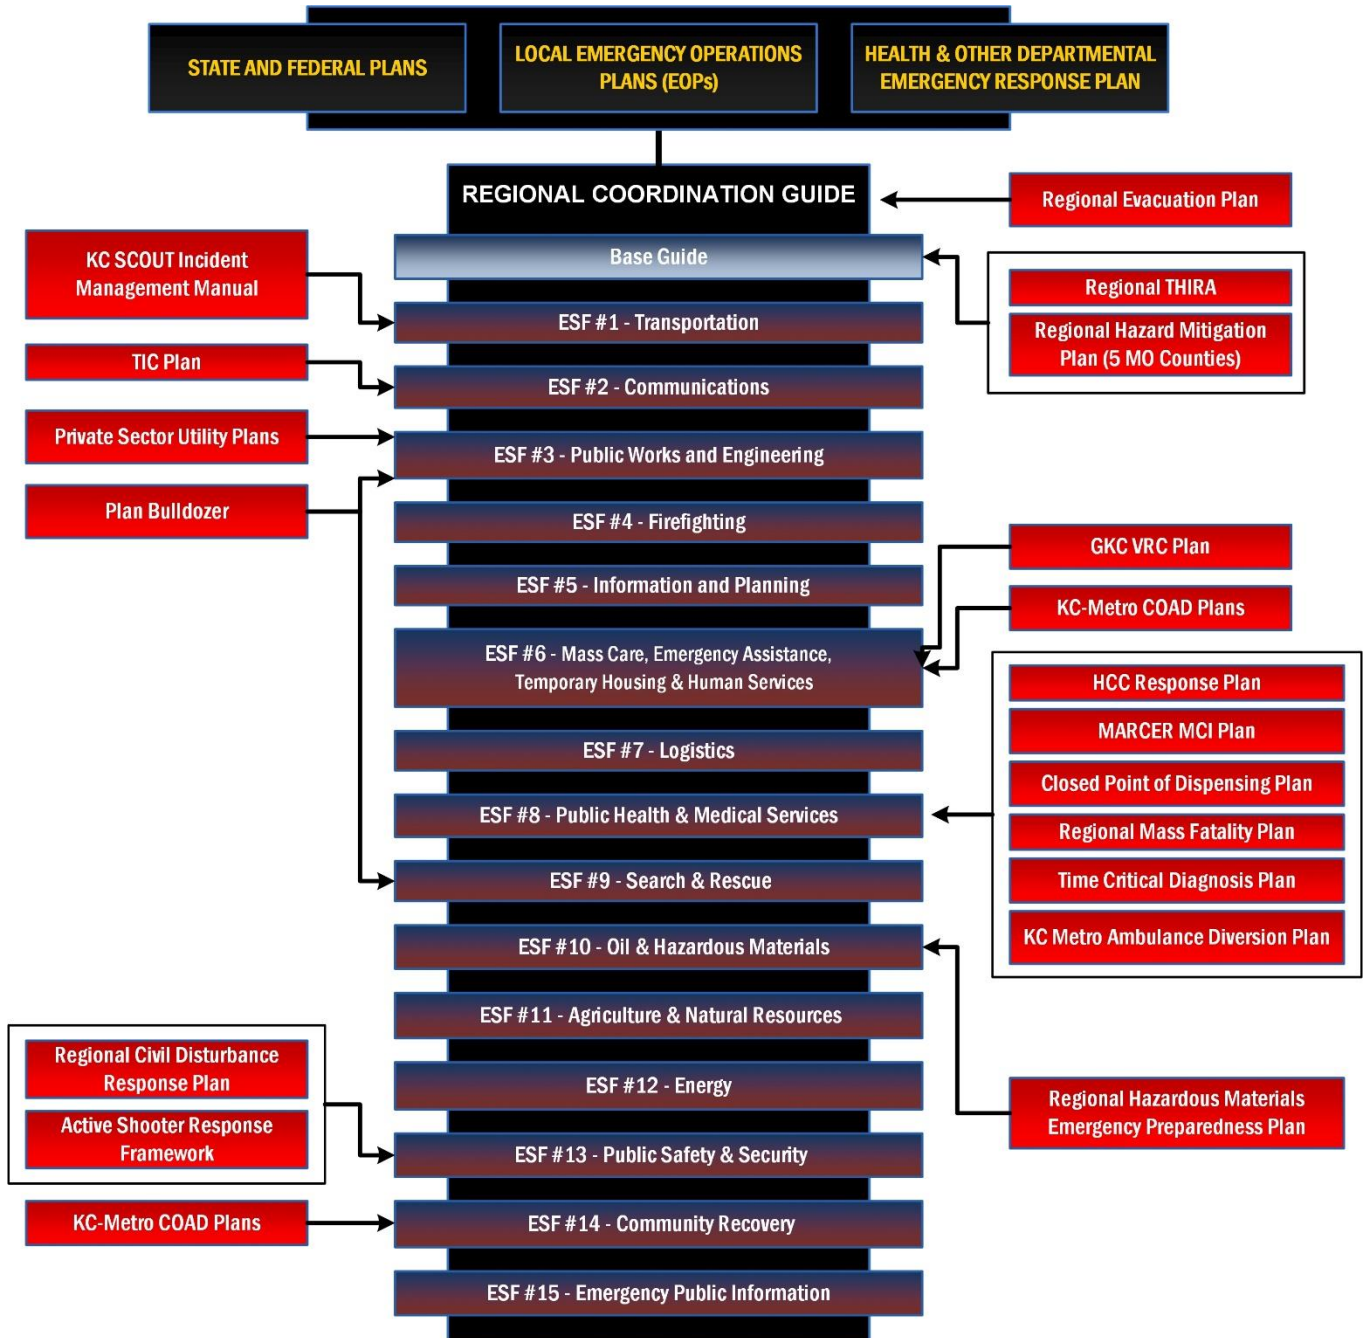 STATE AND FEDERAL PLANS
LOCAL EMERGENCY OPERATIONS
PLANS (EOPs)
HEALTH & OTHER DEPARTMENTAL
EMERGENCY RESPONSE PLAN
REGIONAL COORDINATION GUIDE
Regional Evacuation Plan
KC SCOUT Incident
Management Manual
Base Guide
Regional THIRA
Regional Hazard Mitigation
Plan (5 MO Counties)
ESF #1 - Transportation
TIC Plan
ESF #2 - Communications
Private Sector Utility Plans
ESF #3 - Public Works and Engineering
Plan Bulldozer
ESF #4 - Firefighting
GKC VRC Plan
ESF #5 - Information and Planning
KC-Metro COAD Plans
ESF #6 - Mass Care, Emergency Assistance,
Temporary Housing & Human Services
HCC Response Plan
MARCER MCI Plan
Closed Point of Dispensing Plan
Regional Mass Fatality Plan
Time Critical Diagnosis Plan
KC Metro Ambulance Diversion Plan
ESF #7 - Logistics
ESF #8 - Public Health & Medical Services
ESF #9 - Search & Rescue
ESF #10 - Oil & Hazardous Materials
ESF #11 - Agriculture & Natural Resources
Regional Civil Disturbance
Response Plan
Active Shooter Response
Framework
ESF #12 - Energy
Regional Hazardous Materials
Emergency Preparedness Plan
ESF #13 - Public Safety & Security
KC-Metro COAD Plans
ESF #14 - Community Recovery
ESF #15 - Emergency Public Information